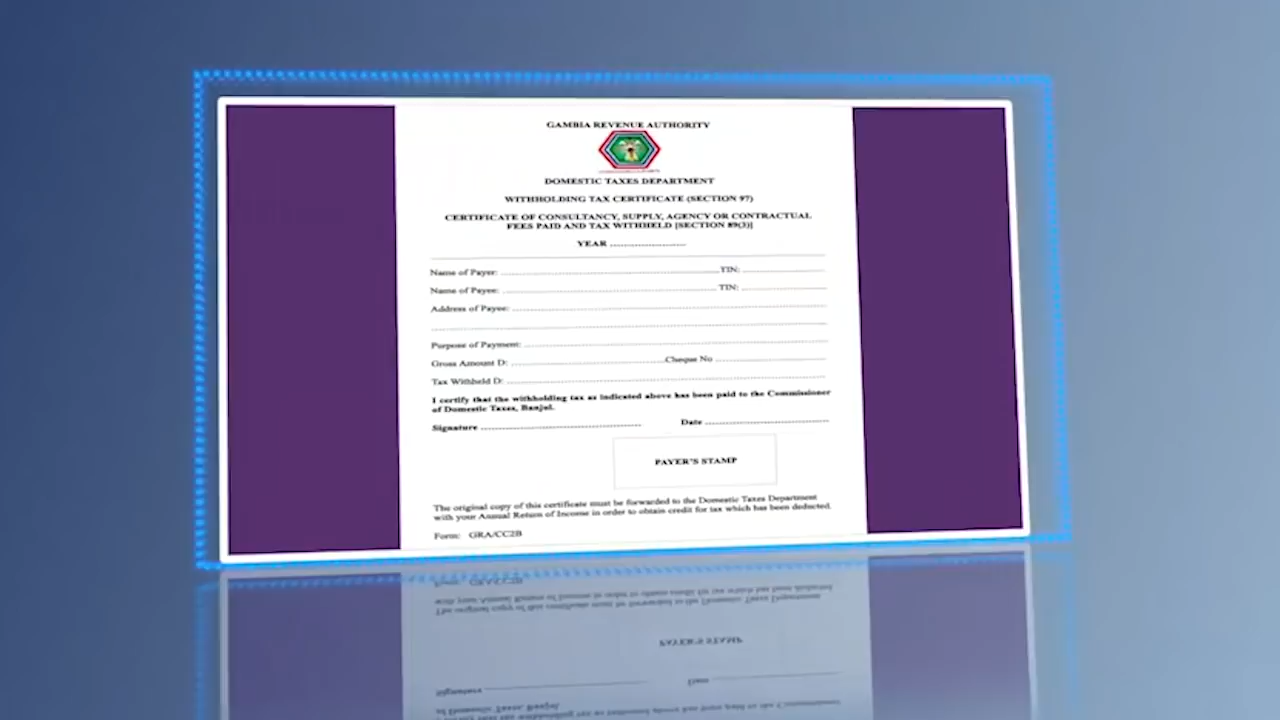 GAMBIA REVENUE AUTHORITY
DOMESTIC TAXES DEPARTMENT
WITHHOLDING TAX CERTIFICATE (SECTION 97)
CERTIFICATE OF CONSULTANCY, SUPPLY, AGENCY OR CONTRACTUAL
FEES PAID AND TAX WITHHELD [SECTION 89(3)]
YEAR ........................
Name of Payer: ........................ TIN: ........................
Name of Payee: ........................ TIN: ........................
Address of Payee: ........................
Purpose of Payment: ........................
Gross Amount D: ........................Cheque No ........................
Tax Withheld D: ........................
I certify that the withholding tax as indicated above has been paid to the Commissioner
of Domestic Taxes, Banjul.
Signature ........................ Date ........................
PAYER'S STAMP
The original copy of this certificate must be forwarded to the Domestic Taxes Department
with your Annual Return of Income in order to obtain credit for tax which has been deducted.
Form: GRA/CC2B